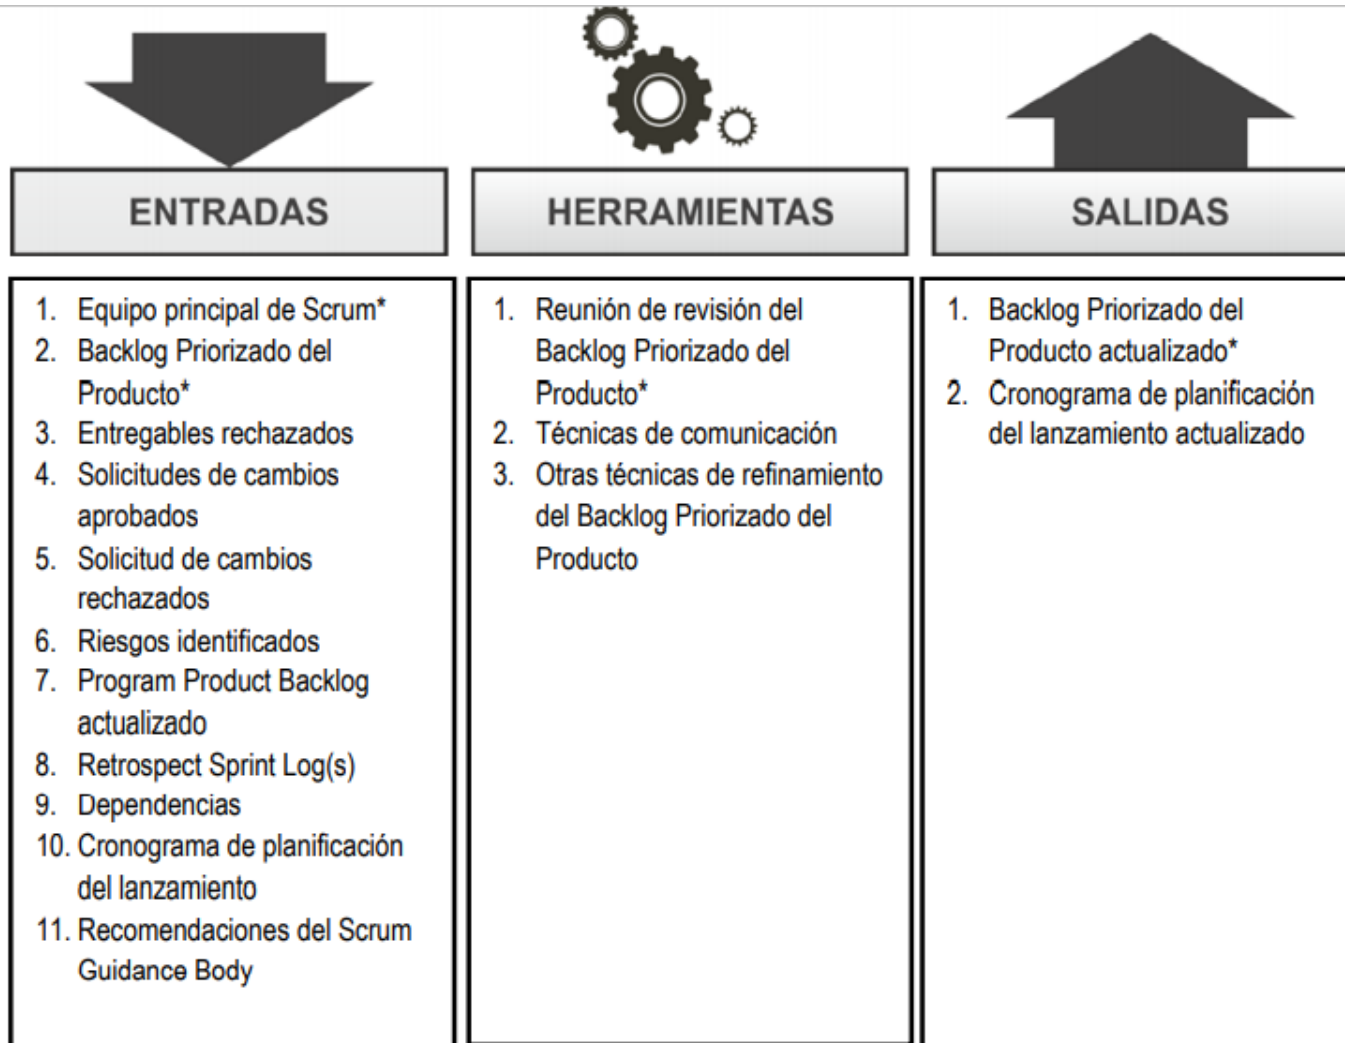 ENTRADAS
1. Equipo principal de Scrum*
2. Backlog Priorizado del
Producto*
3. Entregables rechazados
4. Solicitudes de cambios
aprobados
5. Solicitud de cambios
rechazados
6. Riesgos identificados
7. Program Product Backlog
actualizado
8. Retrospect Sprint Log(s)
9. Dependencias
10. Cronograma de planificación
del lanzamiento
11. Recomendaciones del Scrum
Guidance Body
HERRAMIENTAS
1. Reunión de revisión del
Backlog Priorizado del
Producto*
2. Técnicas de comunicación
3. Otras técnicas de refinamiento
del Backlog Priorizado del
Producto
SALIDAS
1. Backlog Priorizado del
Producto actualizado*
2. Cronograma de planificación
del lanzamiento actualizado